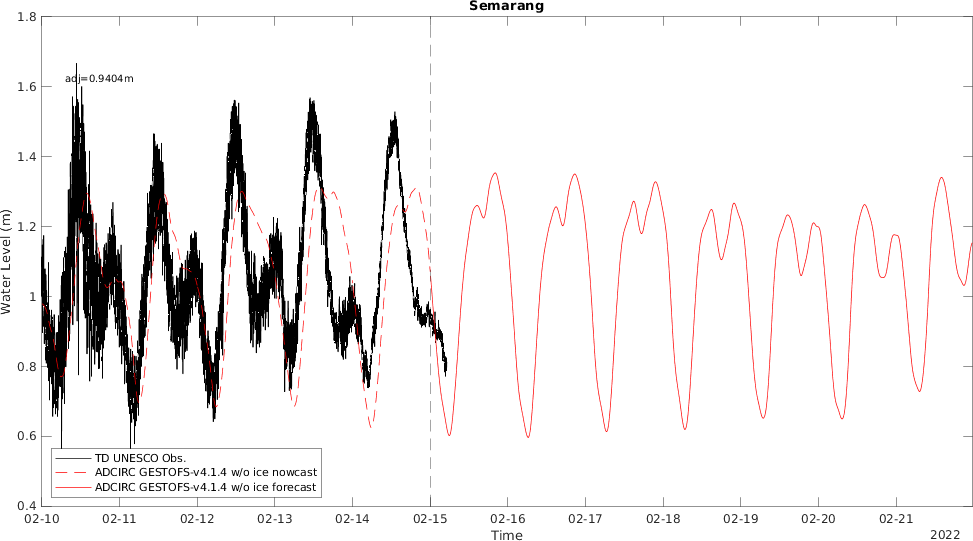 Semarang
1.8
1.6
1.4
1.2
1
0.8
0.6
0.4
Water Level (m)
adj=0.9404m
TD UNESCO Obs.
ADCIRC GESTOFS-v4.1.4 w/o ice nowcast
ADCIRC GESTOFS-v4.1.4 w/o ice forecast
02-10 02-11 02-12 02-13 02-14 02-15 02-16 02-17 02-18 02-19 02-20 02-21
Time
2022